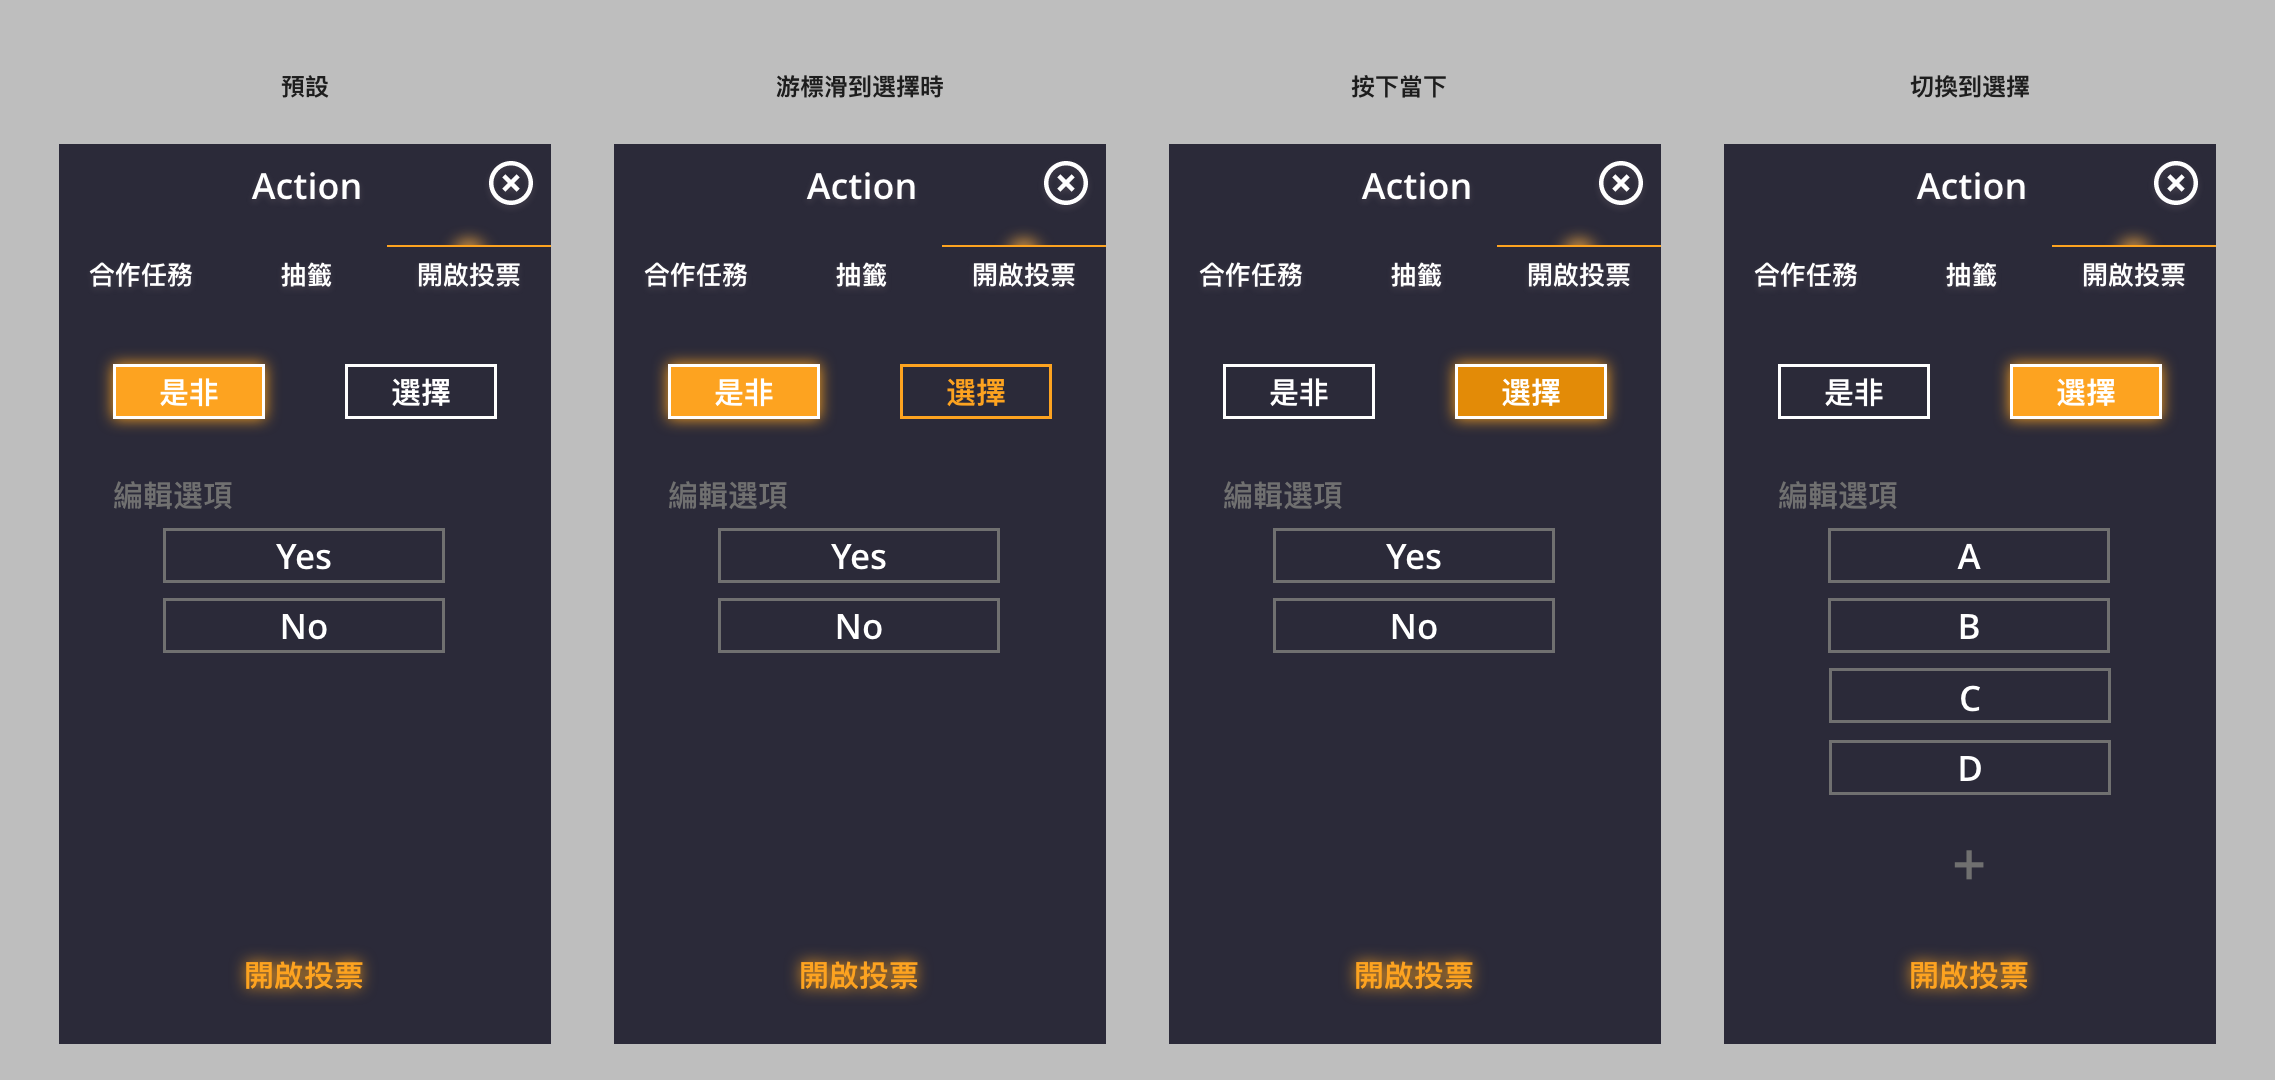 預設
Action
合作任務 抽籤 開啟投票
是非 選擇
編輯選項
Yes
No
開啟投票
游標滑到選擇時
Action
合作任務 抽籤 開啟投票
是非 選擇
編輯選項
Yes
No
開啟投票
按下當下
Action
合作任務 抽籤 開啟投票
是非 選擇
編輯選項
Yes
No
開啟投票
切換到選擇
Action
合作任務 抽籤 開啟投票
是非 選擇
編輯選項
A
B
C
D
+
開啟投票